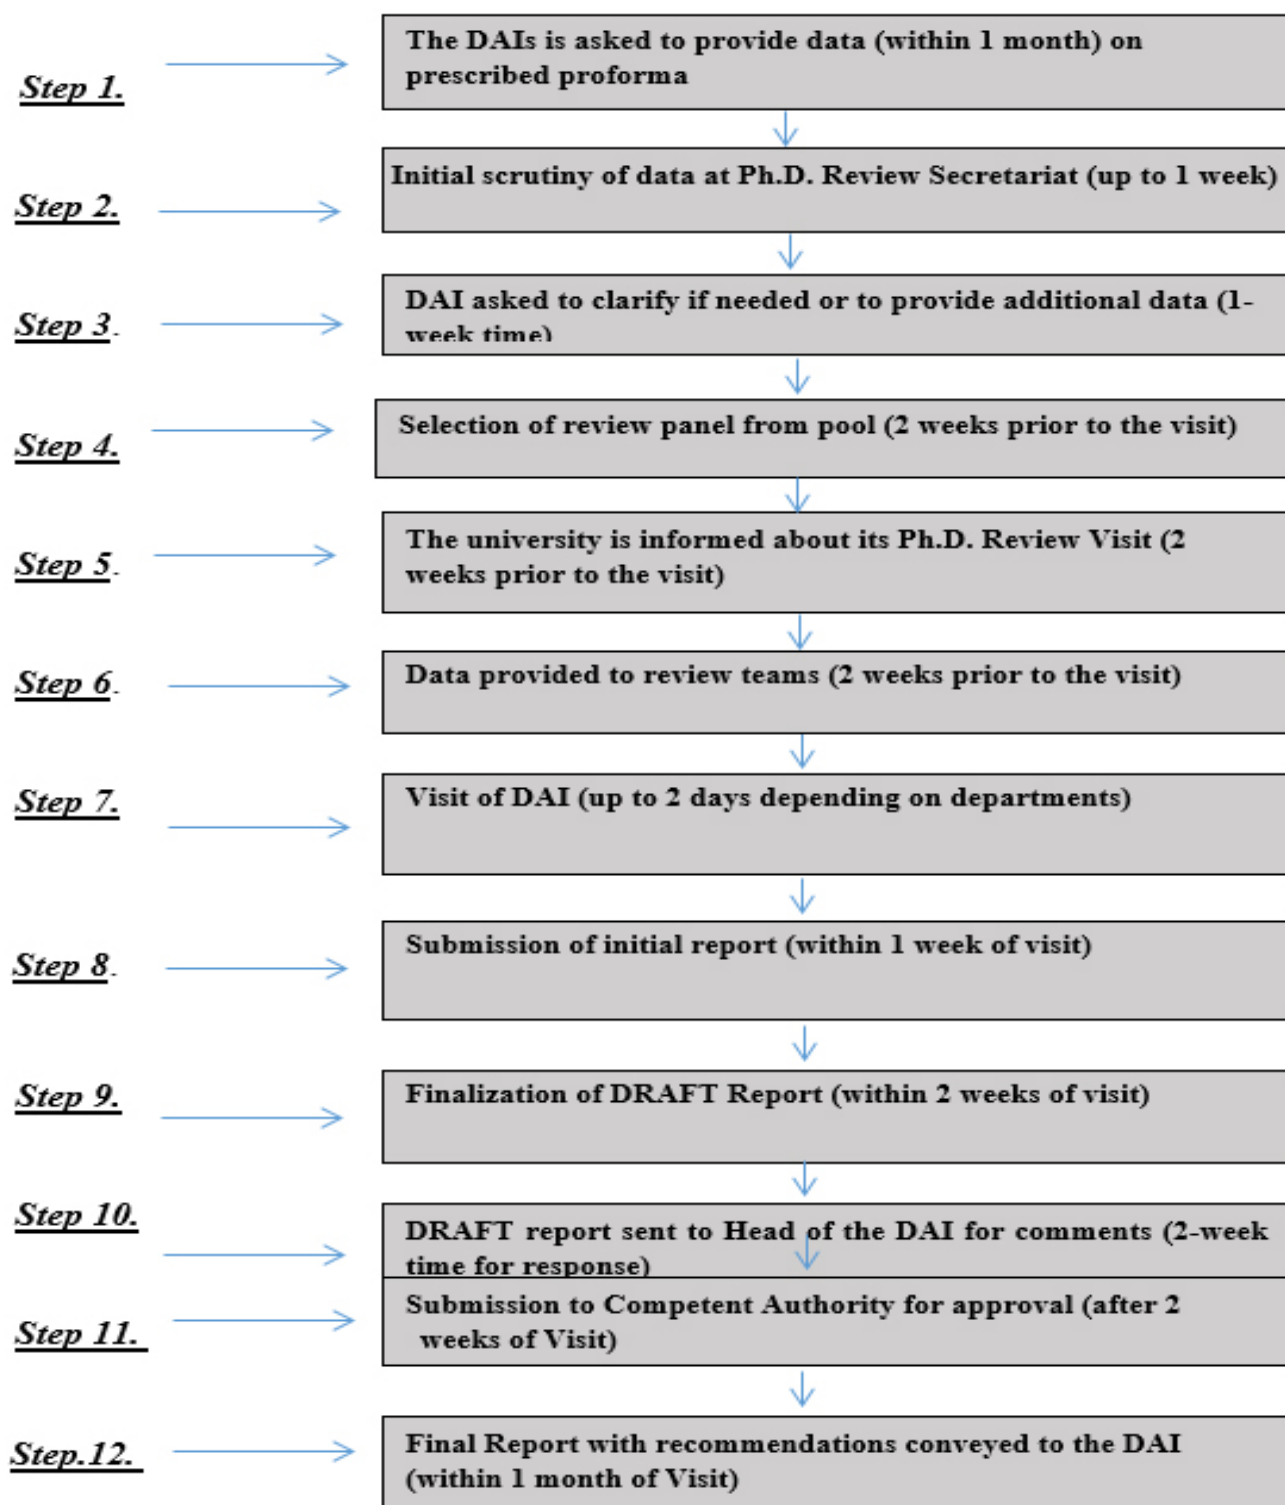 The DAIs is asked to provide data (within 1 month) on
prescribed proforma
Step 1.
Initial scrutiny of data at Ph.D. Review Secretariat (up to 1 week)
Step 2.
DAI asked to clarify if needed or to provide additional data (1-
week time)
Step 3.
Selection of review panel from pool (2 weeks prior to the visit)
Step 4.
The university is informed about its Ph.D. Review Visit (2
weeks prior to the visit)
Step 5.
Data provided to review teams (2 weeks prior to the visit)
Step 6.
Visit of DAI (up to 2 days depending on departments)
Step 7.
Submission of initial report (within 1 week of visit)
Step 8.
Finalization of DRAFT Report (within 2 weeks of visit)
Step 9.
Step 10.
DRAFT report sent to Head of the DAI for comments (2-week
time for response)
Submission to Competent Authority for approval (after 2
weeks of Visit)
Step 11.
Final Report with recommendations conveyed to the DAI
(within 1 month of Visit)
Step.12.